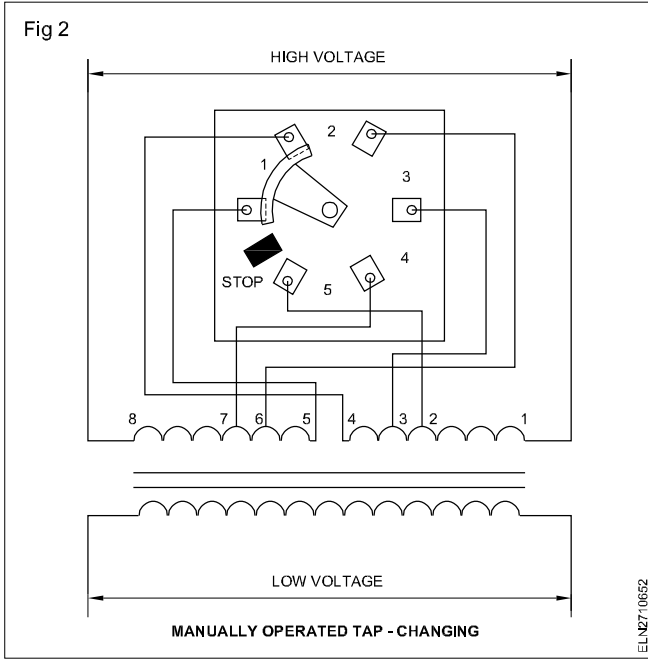 Fig 2
HIGH VOLTAGE
2
1
3
4
STOP
5
8 7 6 5 4 3 2 1
LOW VOLTAGE
MANUALLY OPERATED TAP - CHANGING
ELN2710652